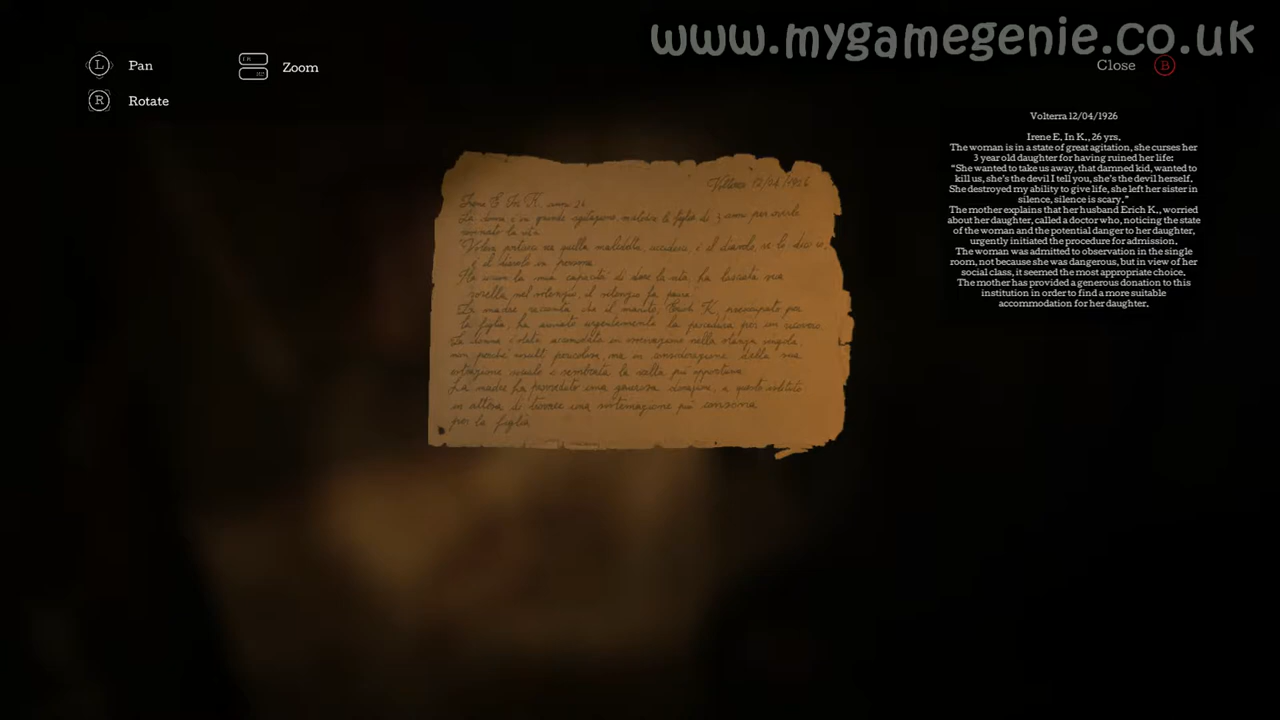 www.mygamegenie.co.uk
L Pan
Zoom
R Rotate
Close B
Volterra 12/04/1926
Irene E. In K., 26 yrs.
The woman is in a state of great agitation, she curses her
3 year old daughter for having ruined her life:
"She wanted to take us away, that damned kid, wanted to
kill us, she's the devil I tell you, she's the devil herself.
She destroyed my ability to give life, she left her sister in
silence, silence is scary."
The mother explains that her husband Erich K., worried
about her daughter, called a doctor who, noticing the state
of the woman and the potential danger to her daughter,
urgently initiated the procedure for admission.
The woman was admitted to observation in the single
room, not because she was dangerous, but in view of her
social class, it seemed the most appropriate choice.
The mother has provided a generous donation to this
institution in order to find a more suitable
accommodation for her daughter.
Volterra 12/04/1926
Irene E. In K. anni 26
La donna è in grande agitazione, maledice la figlia di 3 anni per averle
rovinato la vita
"Voleva portarci via quella maledetta, ucciderci, è il diavolo, ve lo dico io,
è il diavolo in persona
Ha la mia capacità di dare la vita, ha lasciato sua
sorella nel silenzio, il silenzio fa paura
La madre racconta che il marito, Erich K., preoccupato per
la figlia, ha urgentemente la procedura per un ricovero.
La donna è stata accomodata in osservazione nella stanza singola,
non perché pericolosa, ma in considerazione della sua
estrazione sociale è sembrata la scelta più opportuna
La madre ha provveduto una generosa donazione, a questo istituto
in attesa di trovare una sistemazione più consona
per la figlia